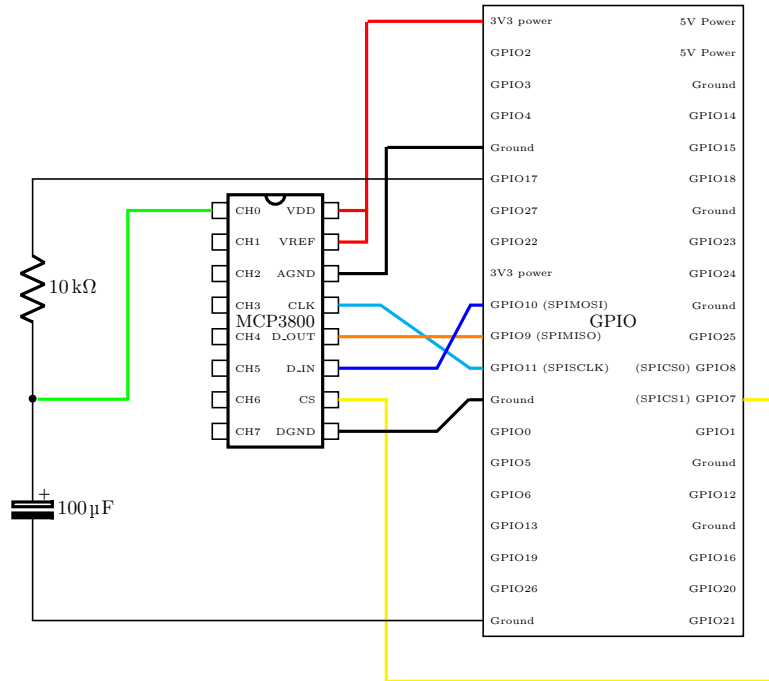 3V3 power 5V Power
GPIO2 5V Power
GPIO3 Ground
GPIO4 GPIO14
Ground GPIO15
GPIO17 GPIO18
CH0 VDD GPIO27 Ground
CH1 VREF GPIO22 GPIO23
CH2 AGND 3V3 power GPIO24
10 kΩ
CH3 CLK GPIO10 (SPIMOSI) Ground
MCP3800 GPIO
CH4 D_OUT GPIO9 (SPIMISO) GPIO25
CH5 D_IN GPIO11 (SPISCLK) (SPICS0) GPIO8
CH6 CS Ground (SPICS1) GPIO7
CH7 DGND GPIO0 GPIO1
GPIO5 Ground
+ GPIO6 GPIO12
100 µF
GPIO13 Ground
GPIO19 GPIO16
GPIO26 GPIO20
Ground GPIO21